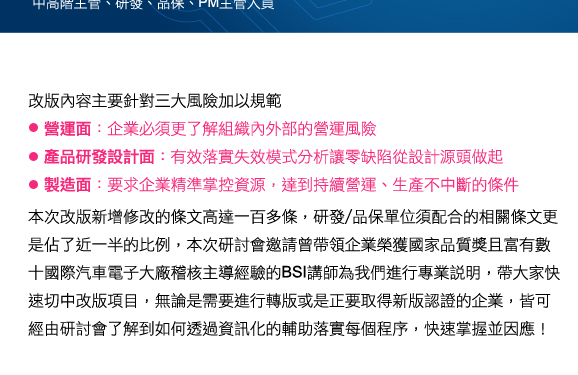 中高階主管、研發、品保、PM主管人員
改版內容主要針對三大風險加以規範
● 營運面：企業必須更了解組織內外部的營運風險
● 產品研發設計面：有效落實失效模式分析讓零缺陷從設計源頭做起
● 製造面：要求企業精準掌控資源，達到持續營運、生產不中斷的條件
本次改版新增修改的條文高達一百多條，研發/品保單位須配合的相關條文更
是佔了近一半的比例，本次研討會邀請曾帶領企業榮獲國家品質獎且富有數
十國際汽車電子大廠稽核主導經驗的BSI講師為我們進行專業説明，帶大家快
速切中改版項目，無論是需要進行轉版或是正要取得新版認證的企業，皆可
經由研討會了解到如何透過資訊化的輔助落實每個程序，快速掌握並因應！